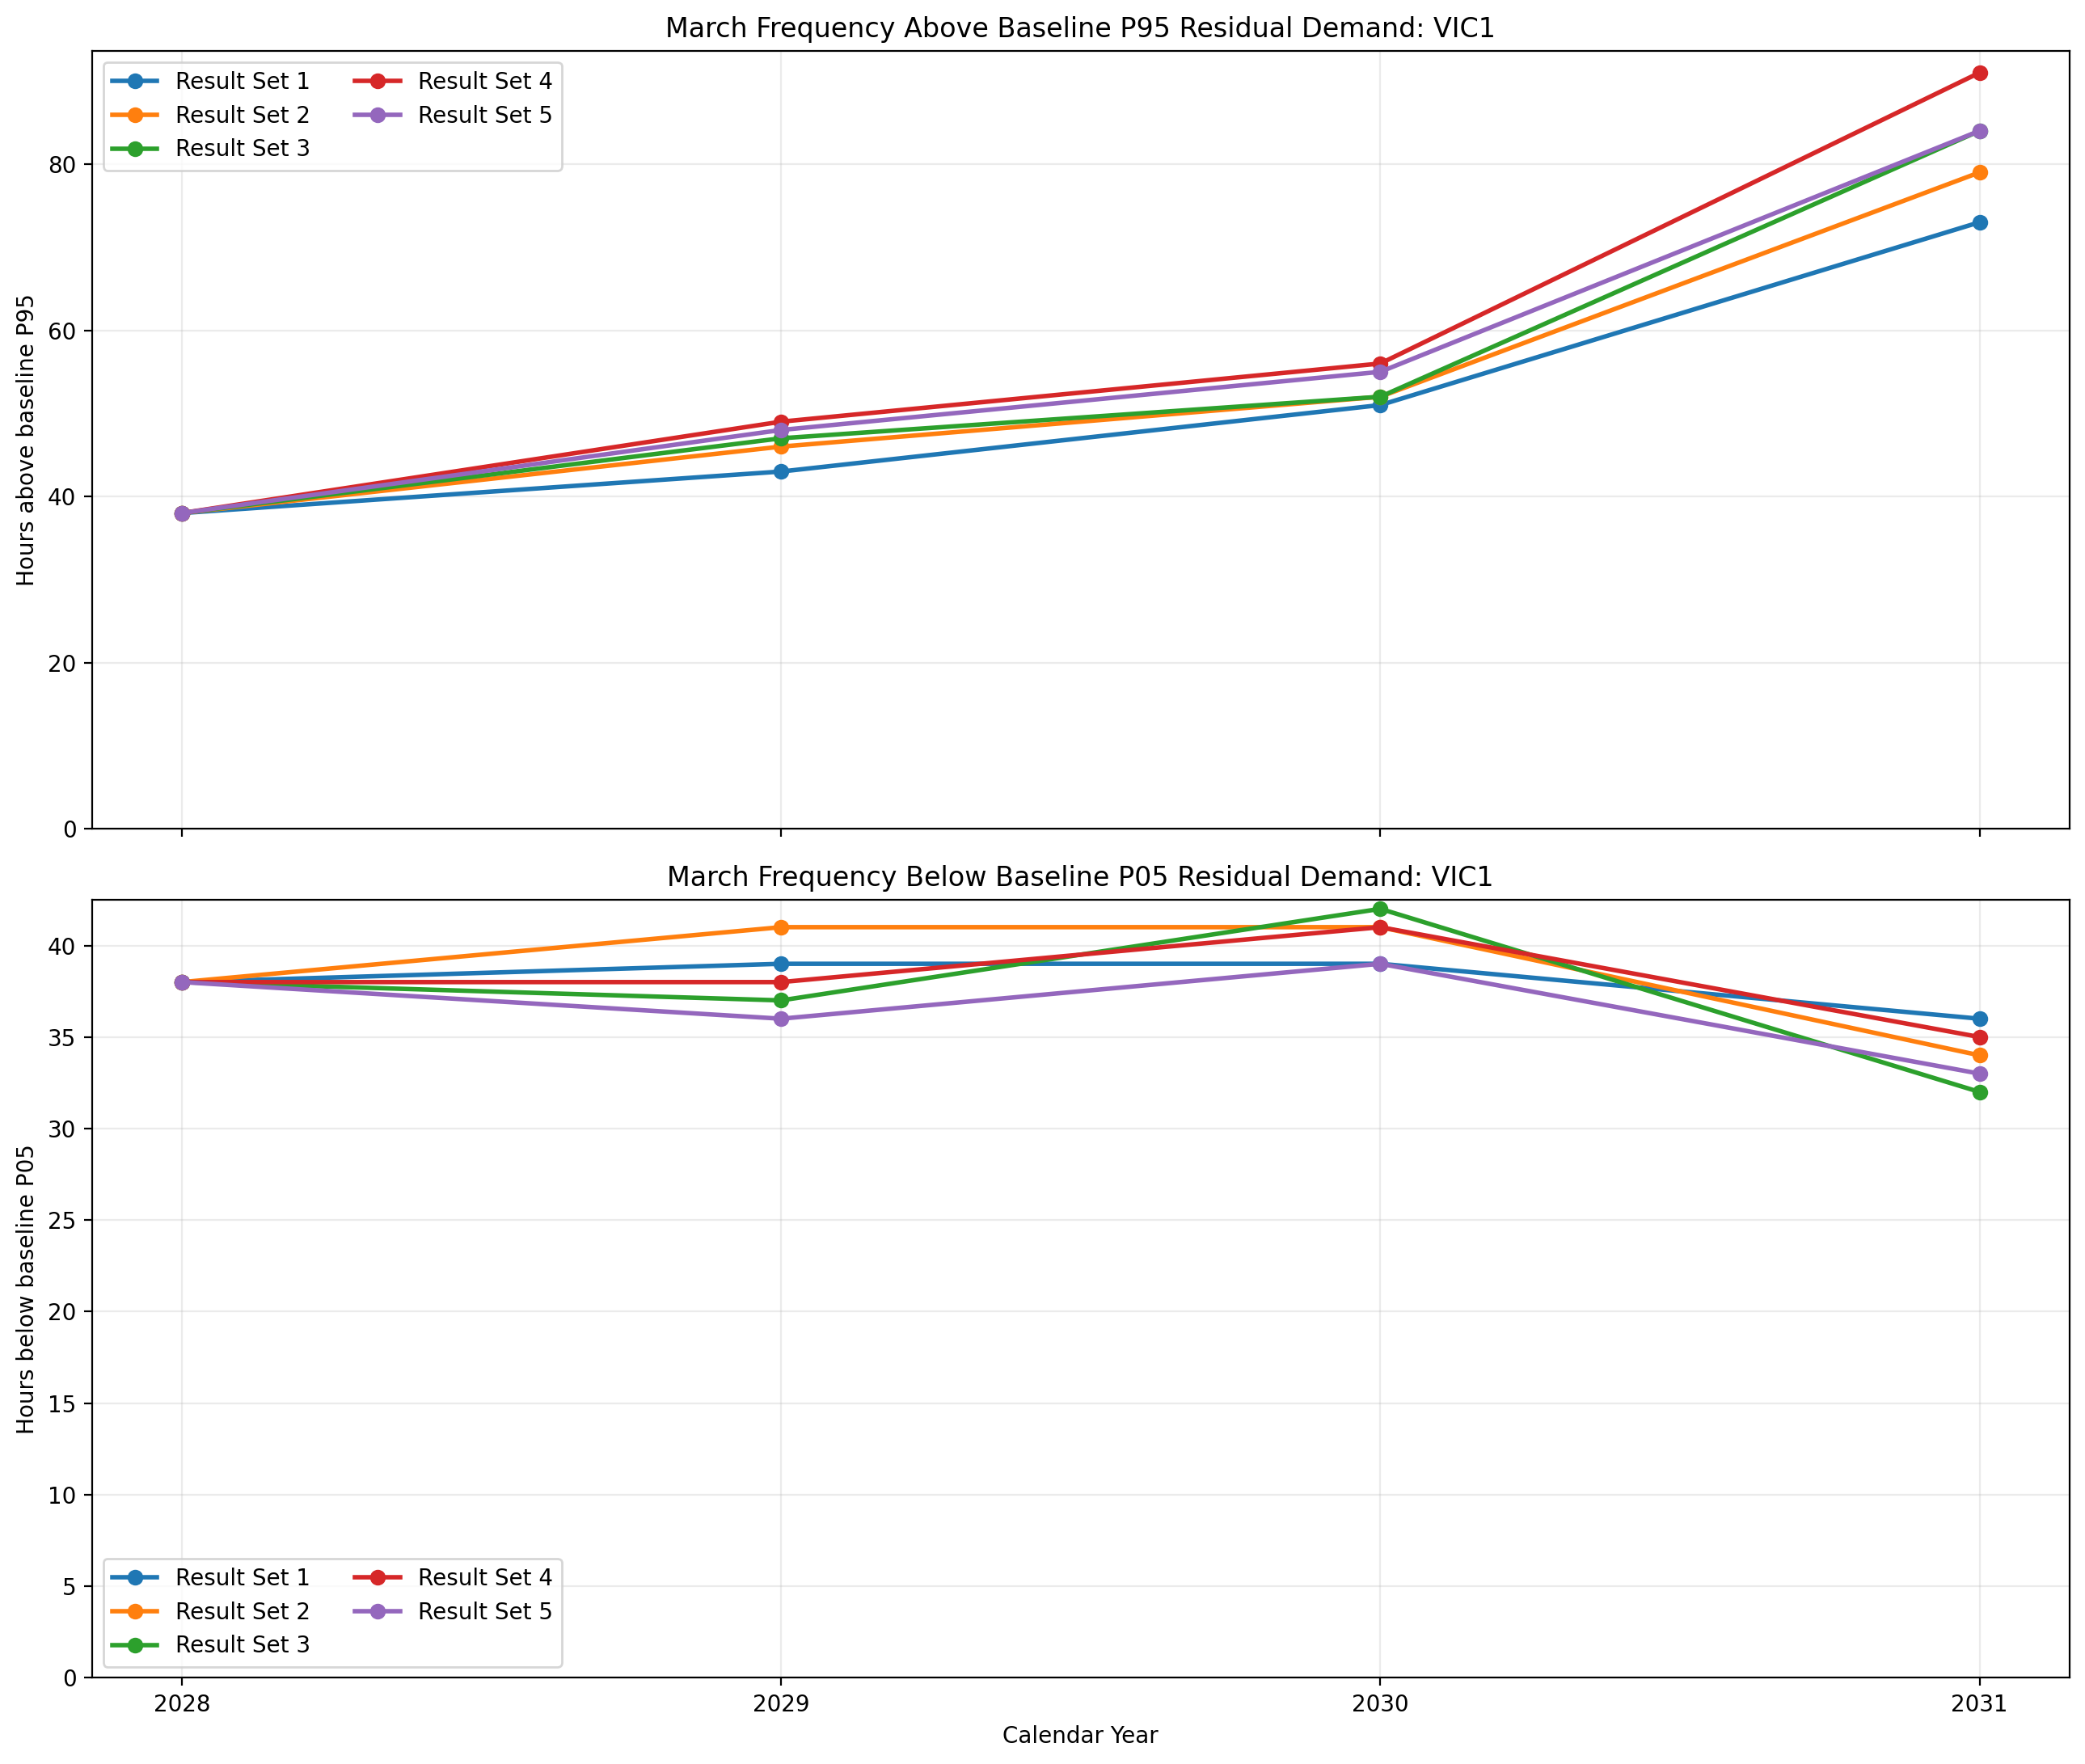 March Frequency Above Baseline P95 Residual Demand: VIC1
Result Set 1
Result Set 2
Result Set 3
Result Set 4
Result Set 5
Hours above baseline P95
80
60
40
20
0
March Frequency Below Baseline P05 Residual Demand: VIC1
Hours below baseline P05
40
35
30
25
20
15
10
5
0
Result Set 1
Result Set 2
Result Set 3
Result Set 4
Result Set 5
2028
2029
2030
2031
Calendar Year